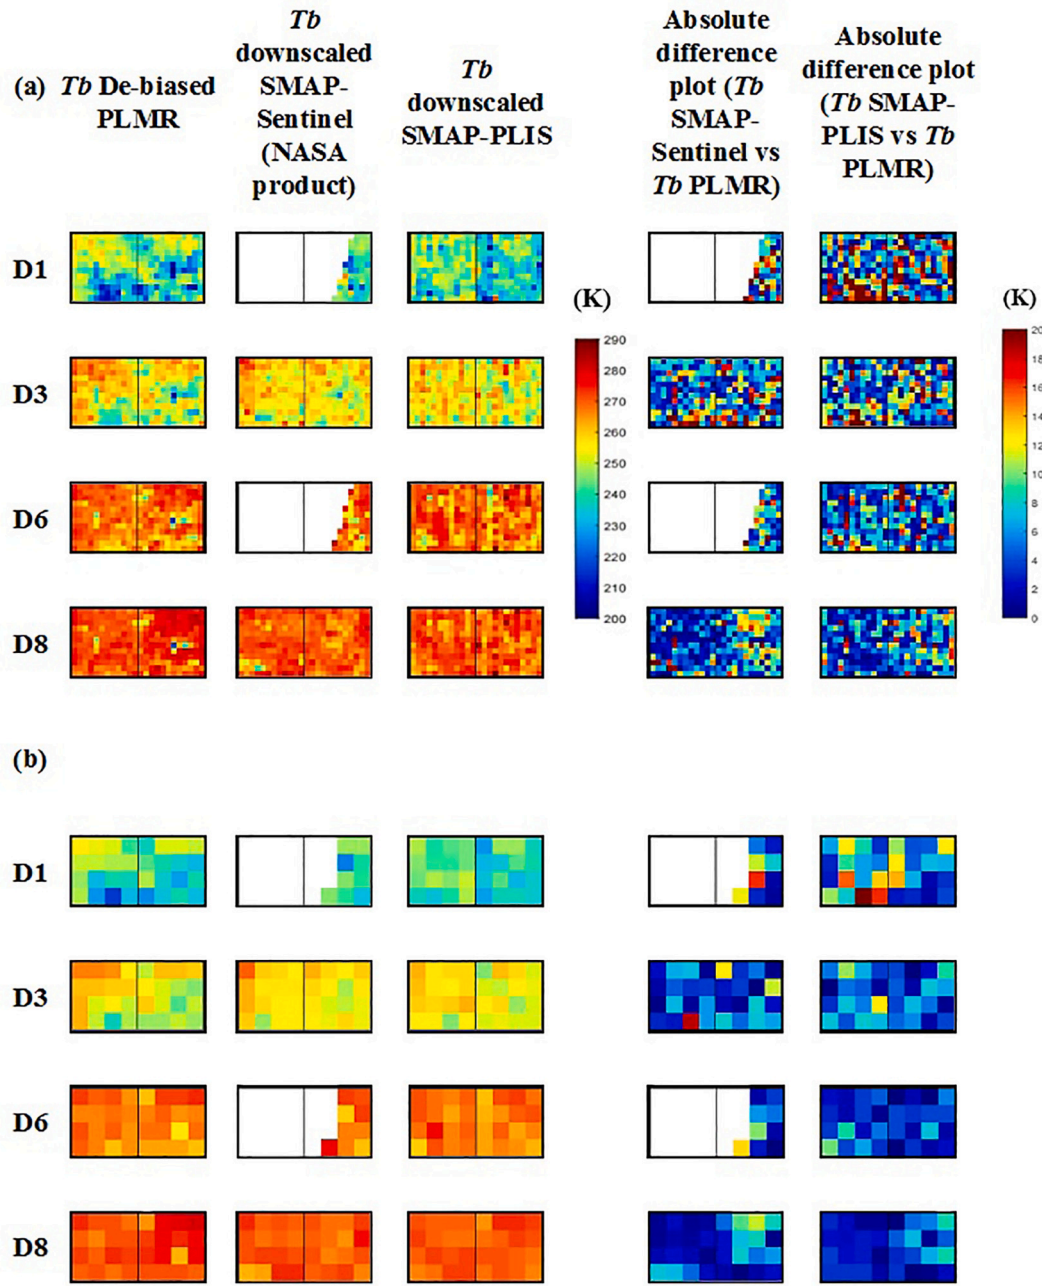 (a)
Tb De-biased
PLMR
Tb
downscaled
SMAP-
Sentinel
(NASA
product)
Tb
downscaled
SMAP-PLIS
Absolute
difference
plot (Tb
SMAP-
Sentinel vs
Tb PLMR)
Absolute
difference plot
(Tb SMAP-
PLIS vs Tb
PLMR)
D1
D3
D6
D8
(K)
290
280
270
260
250
240
230
220
210
200
(K)
20
18
16
14
12
10
8
6
4
2
0
(b)
D1
D3
D6
D8